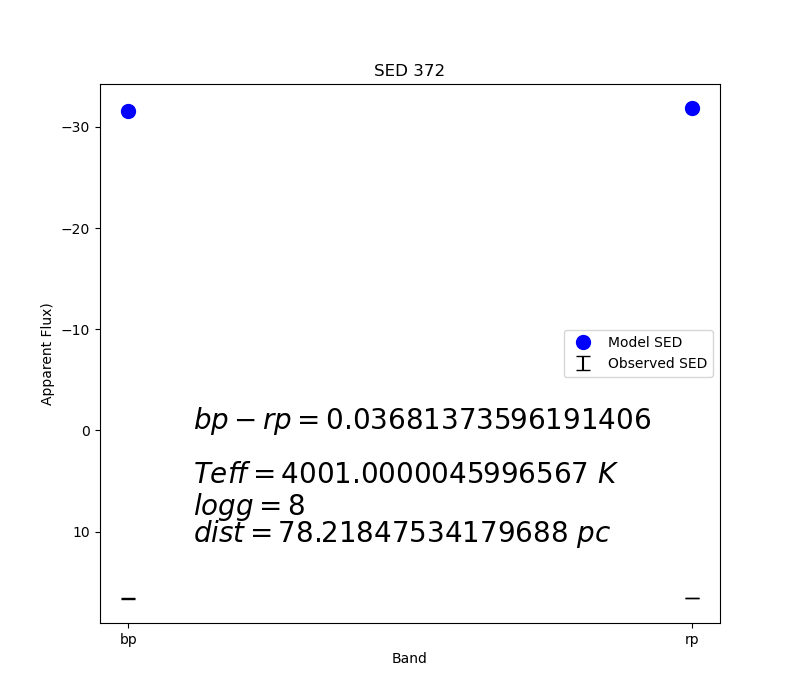 SED 372
Apparent Flux)
−30
−20
−10
0
10
Model SED
Observed SED
bp − rp = 0.03681373596191406
Teff = 4001.0000045996567 K
logg = 8
dist = 78.21847534179688 pc
bp
rp
Band